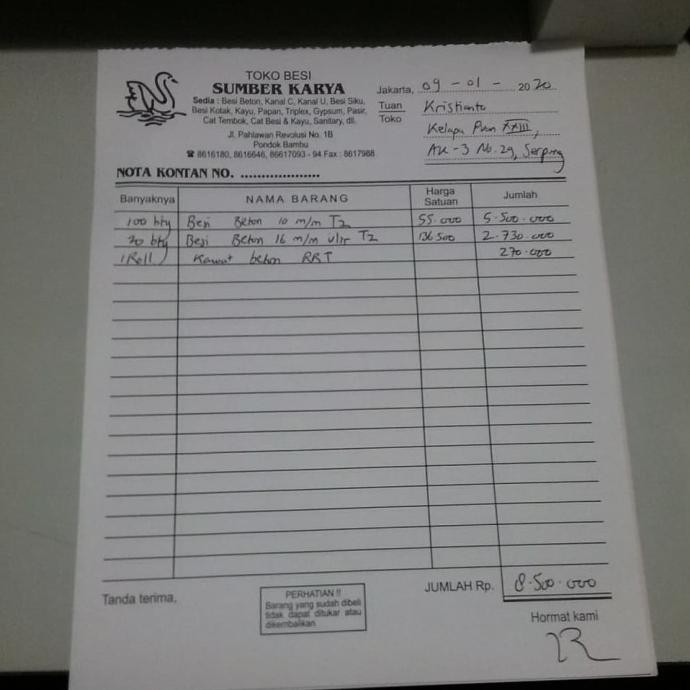 TOKO BESI
SUMBER KARYA
Sedia : Besi Beton, Kanal C, Kanal U, Besi Siku,
Besi Kotak, Kayu, Papan, Triplex, Gypsum, Pasir,
Cat Tembok, Cat Besi & Kayu, Sanitary, dll.
Jl. Pahlawan Revolusi No. 1B
Pondok Bambu
☎ 8616180, 8616646, 86617093 - 94 Fax : 8617988
Jakarta, 09 - 01 - 2020
Tuan Kristianto
Toko
Kelapa Puan XXIII,
AK-3 No. 29, Serpong
NOTA KONTAN NO. ...................
Banyaknya NAMA BARANG Harga Satuan Jumlah
100 btg Besi Beton 10 m/m T2 55.000 5.500.000
20 btg Besi Beton 16 m/m ulir T2 136.500 2.730.000
1 Roll Kawat beton RRT 270.000
JUMLAH Rp. 8.500.000
Tanda terima,
PERHATIAN !!
Barang yang sudah dibeli
tidak dapat ditukar atau
dikembalikan
Hormat kami